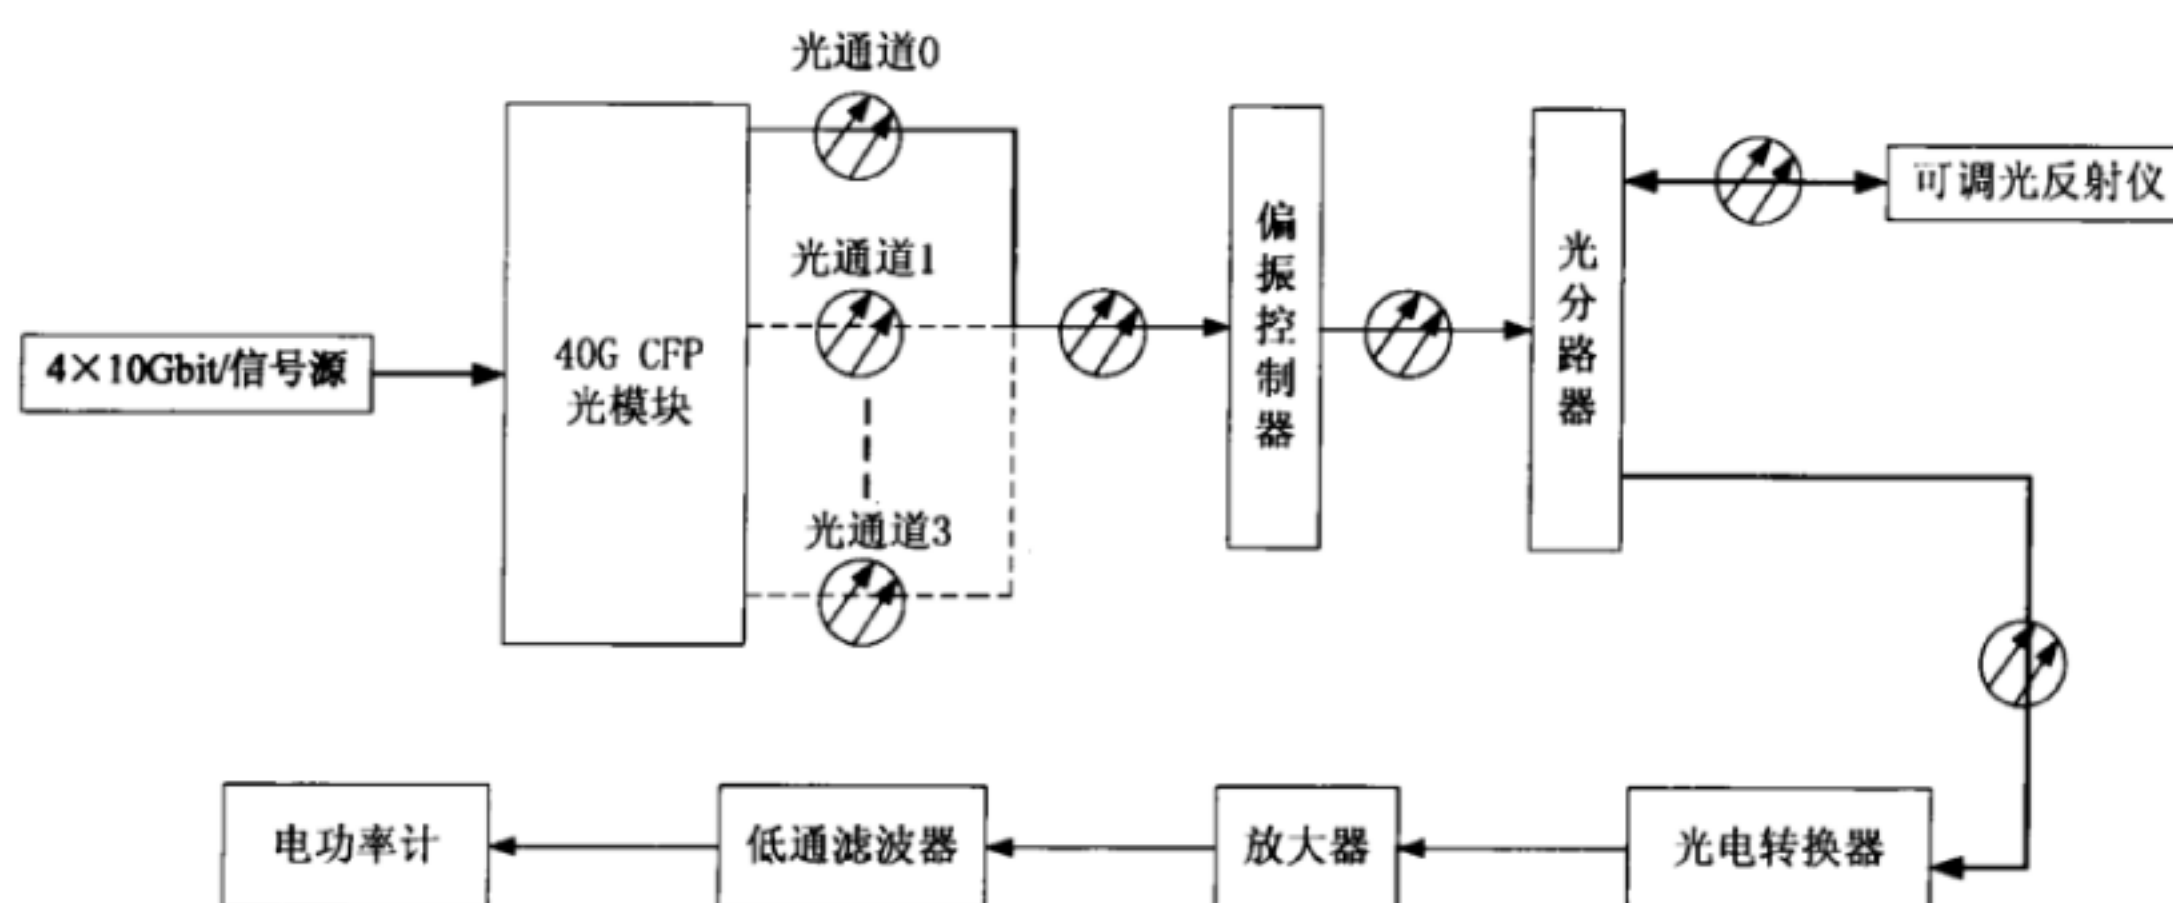 光通道0
光通道1
光通道3
4×10Gbit/信号源
40G CFP
光模块
偏振控制器
光分路器
可调光反射仪
电功率计
低通滤波器
放大器
光电转换器